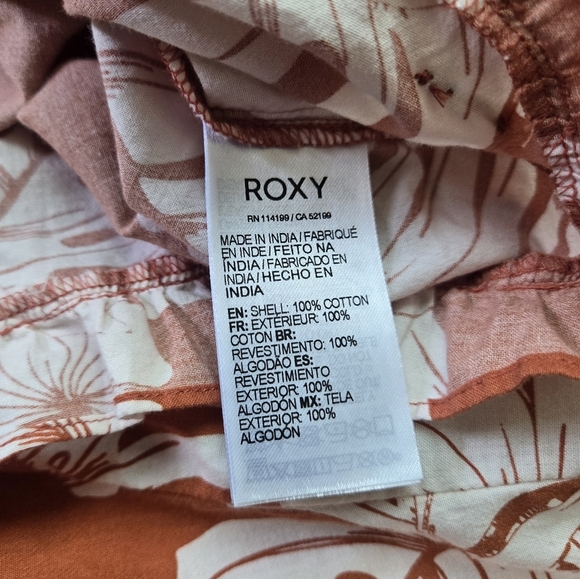 ROXY
RN 114199 / CA 52199
MADE IN INDIA / FABRIQUÉ
EN INDE / FEITO NA
ÍNDIA / FABRICADO EN
INDIA / HECHO EN
INDIA
EN: SHELL: 100% COTTON
FR: EXTÉRIEUR: 100%
COTON BR:
REVESTIMENTO: 100%
ALGODÃO ES:
REVESTIMIENTO
EXTERIOR: 100%
ALGODÓN MX: TELA
EXTERIOR: 100%
ALGODÓN